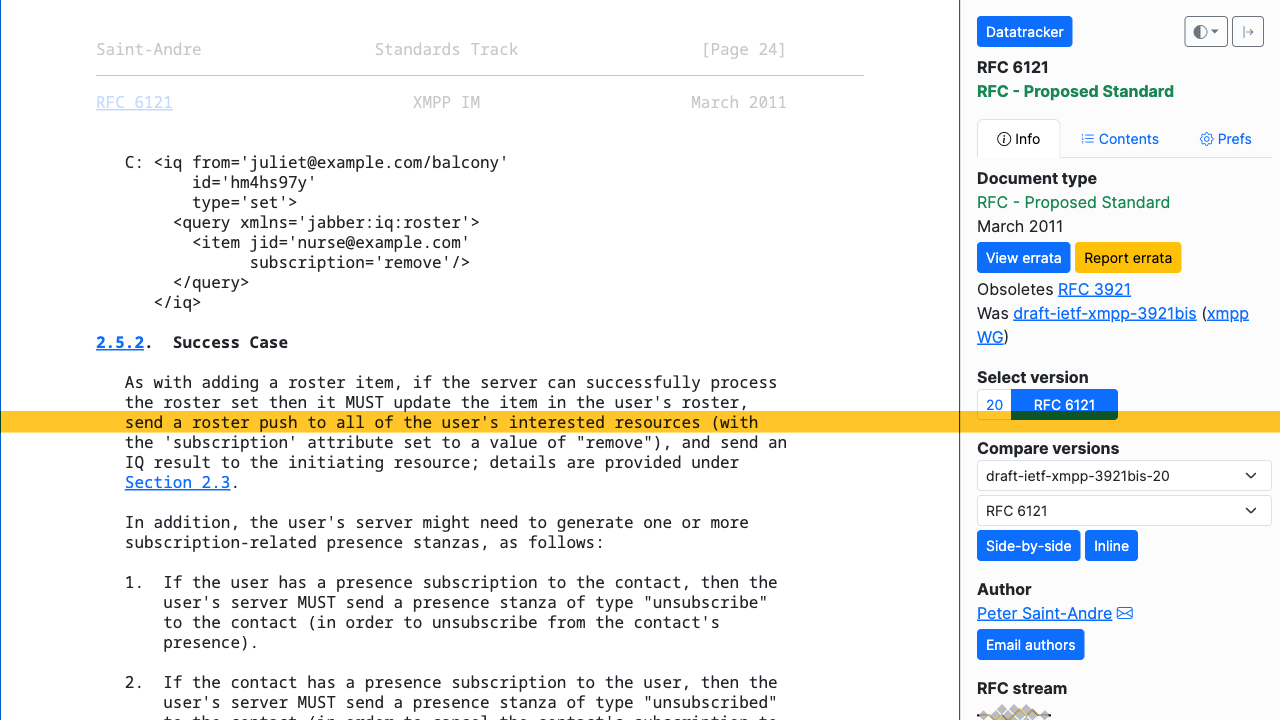 Saint-Andre Standards Track [Page 24]
RFC 6121 XMPP IM March 2011
C: <iq from='juliet@example.com/balcony'
id='hm4hs97y'
type='set'>
<query xmlns='jabber:iq:roster'>
<item jid='nurse@example.com'
subscription='remove'/>
</query>
</iq>
2.5.2. Success Case
As with adding a roster item, if the server can successfully process
the roster set then it MUST update the item in the user's roster,
send a roster push to all of the user's interested resources (with
the 'subscription' attribute set to a value of "remove"), and send an
IQ result to the initiating resource; details are provided under
Section 2.3.
In addition, the user's server might need to generate one or more
subscription-related presence stanzas, as follows:
1. If the user has a presence subscription to the contact, then the
user's server MUST send a presence stanza of type "unsubscribe"
to the contact (in order to unsubscribe from the contact's
presence).
2. If the contact has a presence subscription to the user, then the
user's server MUST send a presence stanza of type "unsubscribed"
to the contact (in order to cancel the contact's subscription to
Datatracker
RFC 6121
RFC - Proposed Standard
Info Contents Prefs
Document type
RFC - Proposed Standard
March 2011
View errata Report errata
Obsoletes RFC 3921
Was draft-ietf-xmpp-3921bis (xmpp
WG)
Select version
20 RFC 6121
Compare versions
draft-ietf-xmpp-3921bis-20
RFC 6121
Side-by-side Inline
Author
Peter Saint-Andre
Email authors
RFC stream